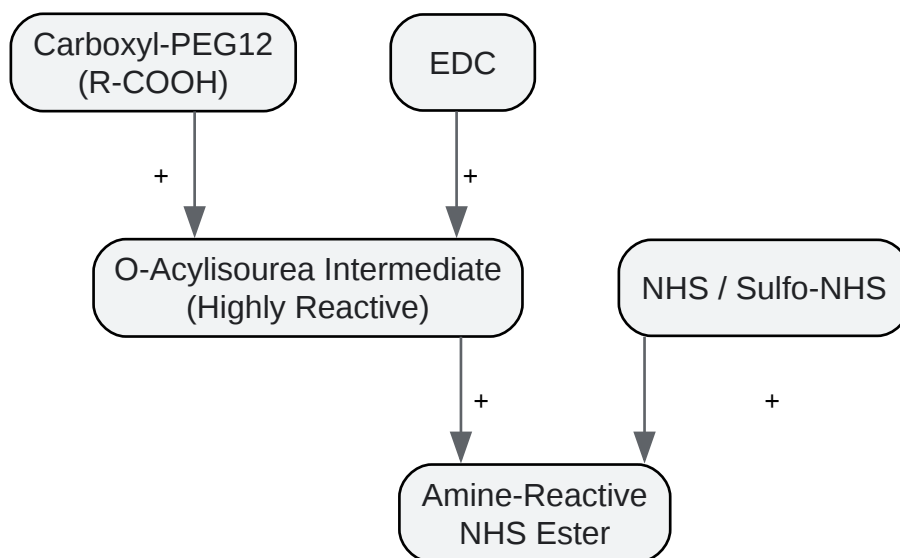 Carboxyl-PEG12
(R-COOH)
EDC
+
+
O-Acylisourea Intermediate
(Highly Reactive)
NHS / Sulfo-NHS
+
+
Amine-Reactive
NHS Ester